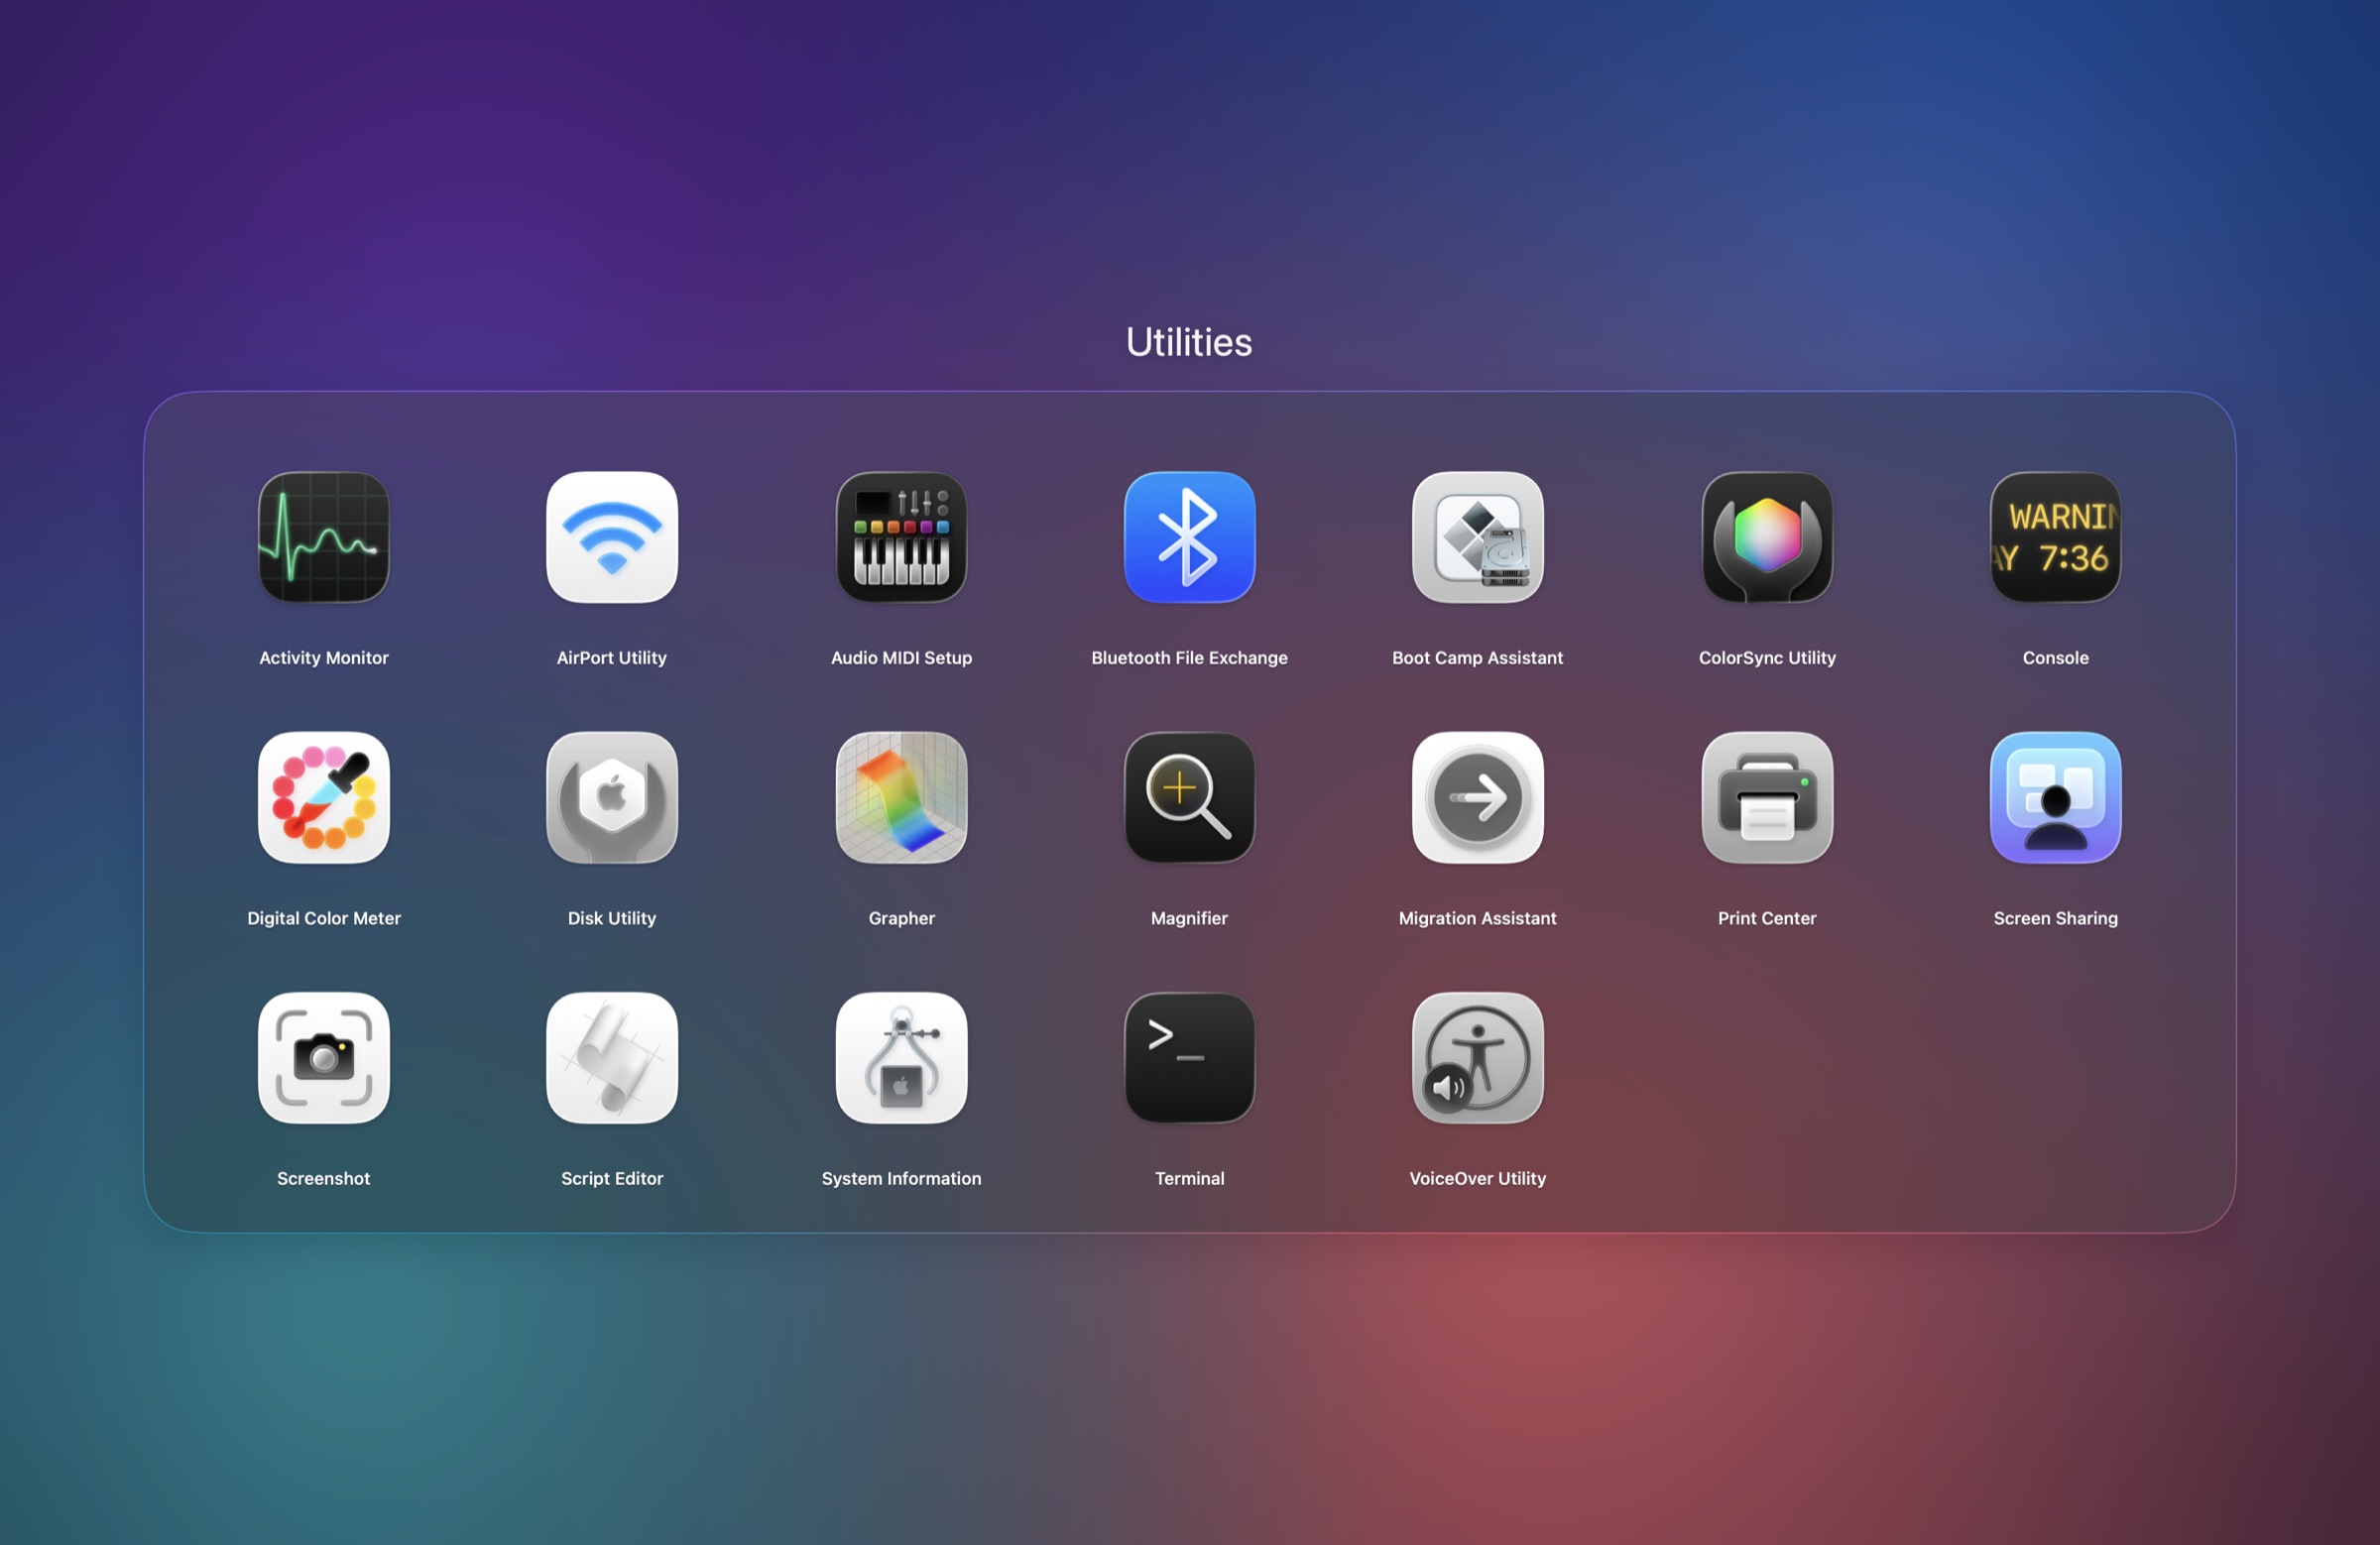 Utilities
WARNIN
AY 7:36
Activity Monitor
AirPort Utility
Audio MIDI Setup
Bluetooth File Exchange
Boot Camp Assistant
ColorSync Utility
Console
Digital Color Meter
Disk Utility
Grapher
Magnifier
Migration Assistant
Print Center
Screen Sharing
>_
Screenshot
Script Editor
System Information
Terminal
VoiceOver Utility